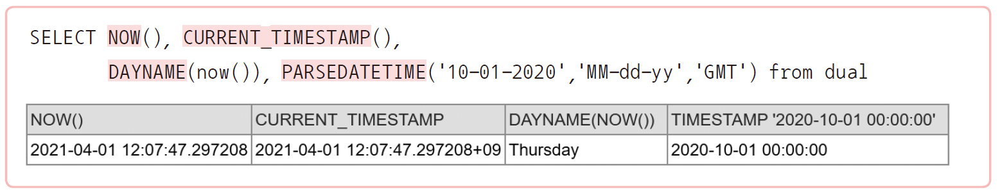 SELECT NOW(), CURRENT_TIMESTAMP(),
DAYNAME(now()), PARSEDATETIME('10-01-2020','MM-dd-yy','GMT') from dual
NOW() CURRENT_TIMESTAMP DAYNAME(NOW()) TIMESTAMP '2020-10-01 00:00:00'
2021-04-01 12:07:47.297208 2021-04-01 12:07:47.297208+09 Thursday 2020-10-01 00:00:00